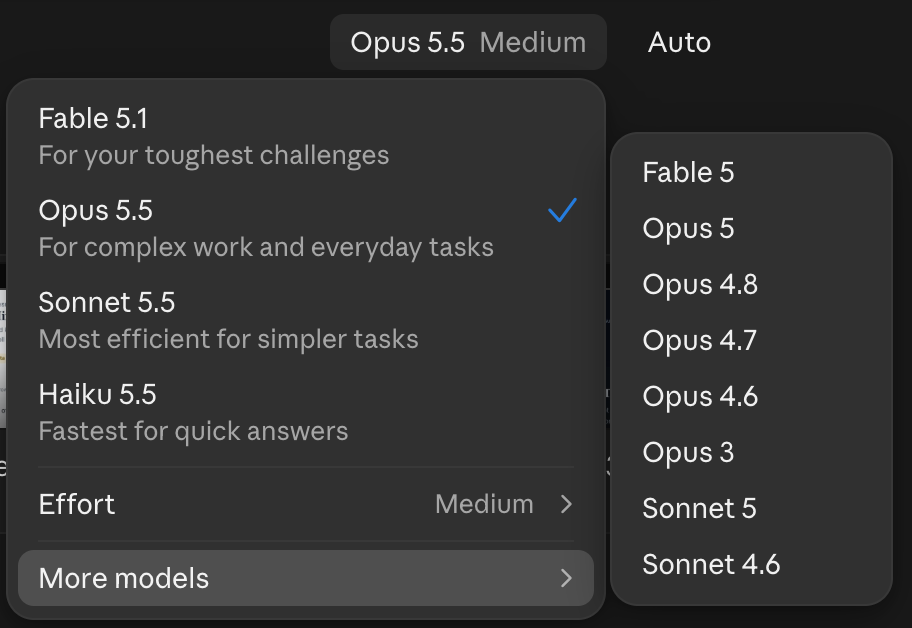 Opus 5.5 Medium
Auto
Fable 5.1
For your toughest challenges
Opus 5.5
For complex work and everyday tasks
Sonnet 5.5
Most efficient for simpler tasks
Haiku 5.5
Fastest for quick answers
Effort Medium
More models
Fable 5
Opus 5
Opus 4.8
Opus 4.7
Opus 4.6
Opus 3
Sonnet 5
Sonnet 4.6